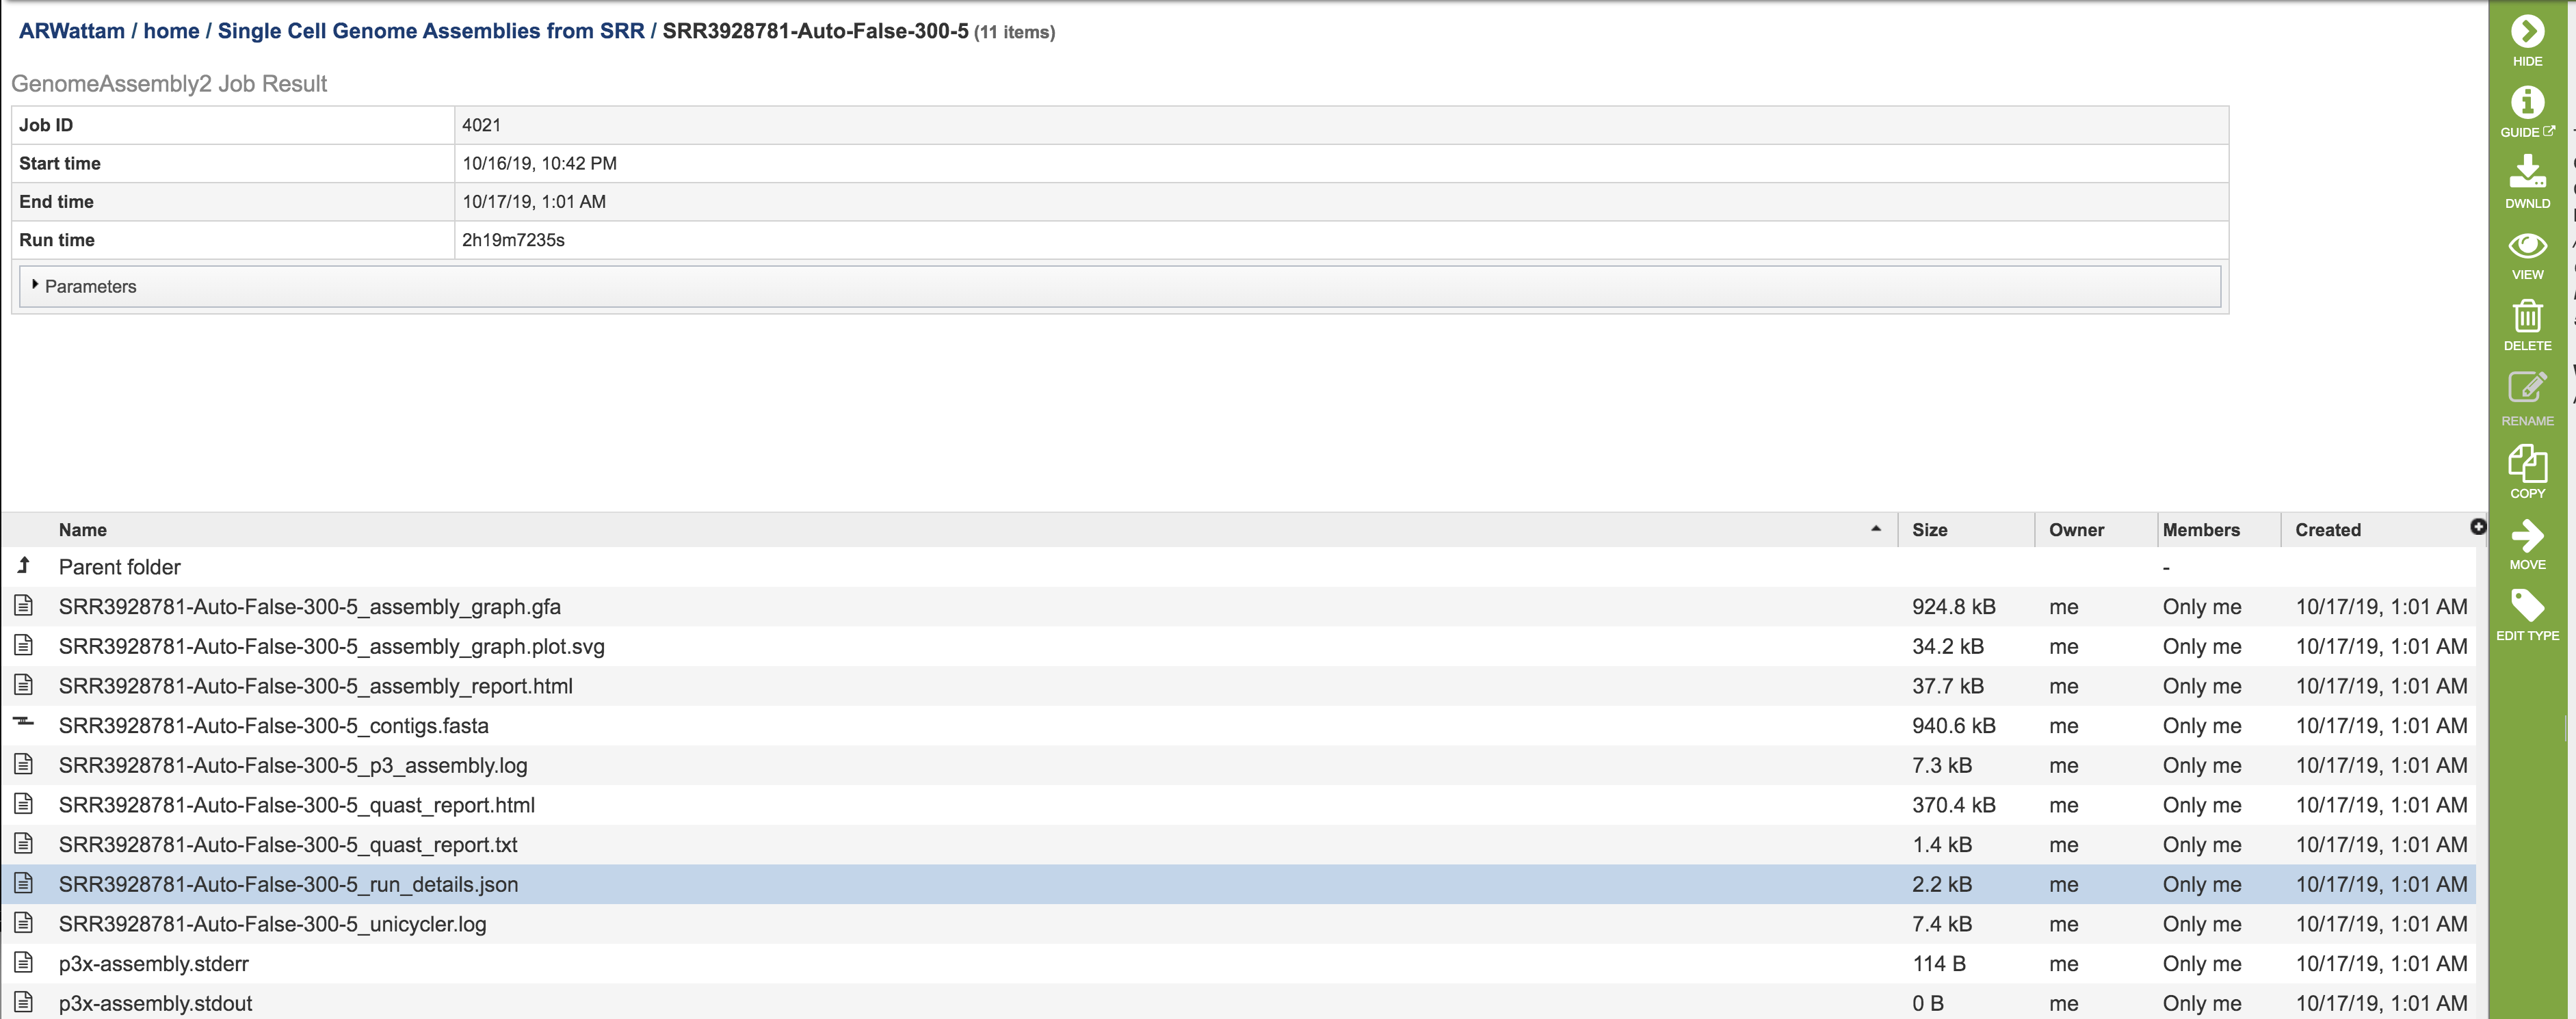 ARWattam / home / Single Cell Genome Assemblies from SRR / SRR3928781-Auto-False-300-5 (11 items)
GenomeAssembly2 Job Result
Job ID 4021
Start time 10/16/19, 10:42 PM
End time 10/17/19, 1:01 AM
Run time 2h19m7235s
Parameters
Name Size Owner Members Created
Parent folder -
SRR3928781-Auto-False-300-5_assembly_graph.gfa 924.8 kB me Only me 10/17/19, 1:01 AM
SRR3928781-Auto-False-300-5_assembly_graph.plot.svg 34.2 kB me Only me 10/17/19, 1:01 AM
SRR3928781-Auto-False-300-5_assembly_report.html 37.7 kB me Only me 10/17/19, 1:01 AM
SRR3928781-Auto-False-300-5_contigs.fasta 940.6 kB me Only me 10/17/19, 1:01 AM
SRR3928781-Auto-False-300-5_p3_assembly.log 7.3 kB me Only me 10/17/19, 1:01 AM
SRR3928781-Auto-False-300-5_quast_report.html 370.4 kB me Only me 10/17/19, 1:01 AM
SRR3928781-Auto-False-300-5_quast_report.txt 1.4 kB me Only me 10/17/19, 1:01 AM
SRR3928781-Auto-False-300-5_run_details.json 2.2 kB me Only me 10/17/19, 1:01 AM
SRR3928781-Auto-False-300-5_unicycler.log 7.4 kB me Only me 10/17/19, 1:01 AM
p3x-assembly.stderr 114 B me Only me 10/17/19, 1:01 AM
p3x-assembly.stdout 0 B me Only me 10/17/19, 1:01 AM
HIDE
GUIDE
DWNLD
VIEW
DELETE
RENAME
COPY
MOVE
EDIT TYPE